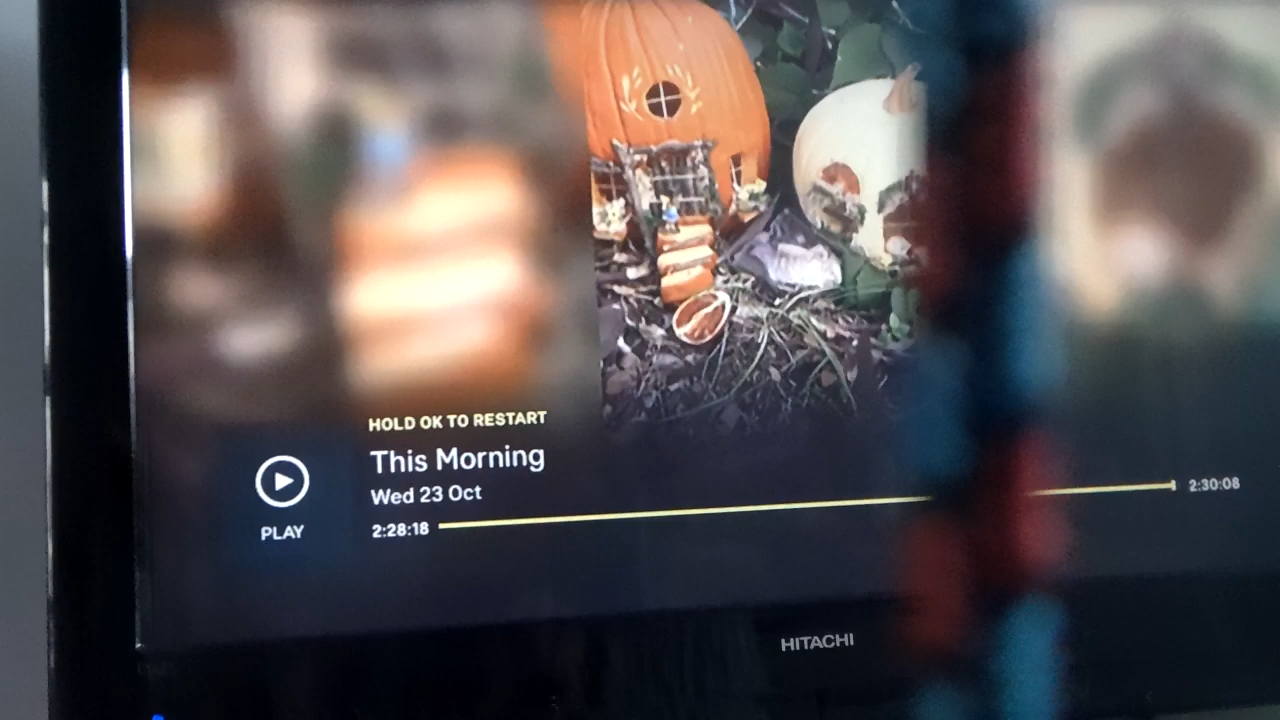 HOLD OK TO RESTART
This Morning
Wed 23 Oct
PLAY
2:28:18
2:30:08
HITACHI